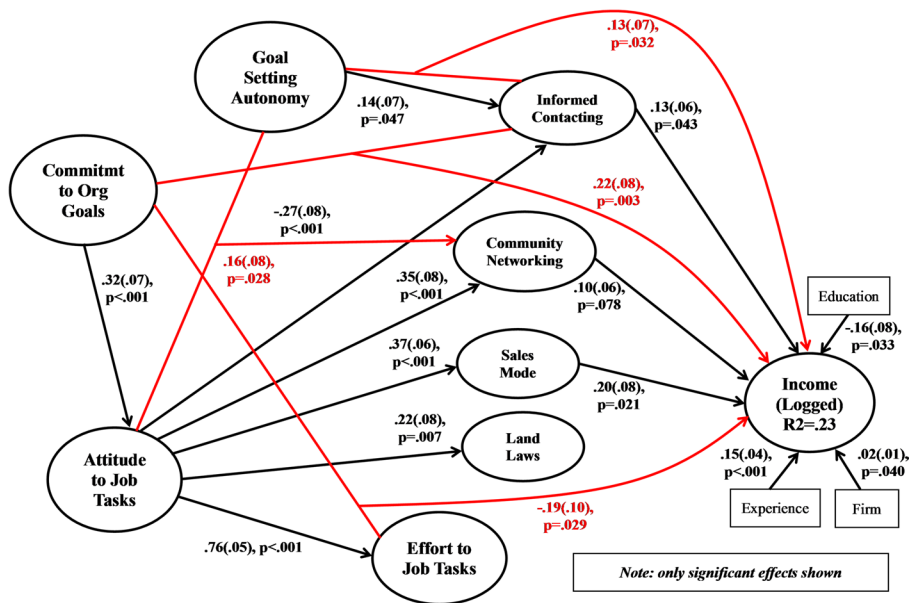 .13(.07),
p=.032
Goal
Setting
Autonomy
.14(.07),
p=.047
Informed
Contacting
.13(.06),
p=.043
Commitmt
to Org
Goals
.22(.08),
p=.003
-.27(.08),
p<.001
.16(.08),
p=.028
Community
Networking
.32(.07),
p<.001
.35(.08),
p<.001
.10(.06),
p=.078
Education
-.16(.08),
p=.033
.37(.06),
p<.001
Sales
Mode
.20(.08),
p=.021
Income
(Logged)
R2=.23
.22(.08),
p=.007
Land
Laws
Attitude
to Job
Tasks
.15(.04),
p<.001
.02(.01),
p=.040
Experience
Firm
-.19(.10),
p=.029
.76(.05), p<.001
Effort to
Job Tasks
Note: only significant effects shown